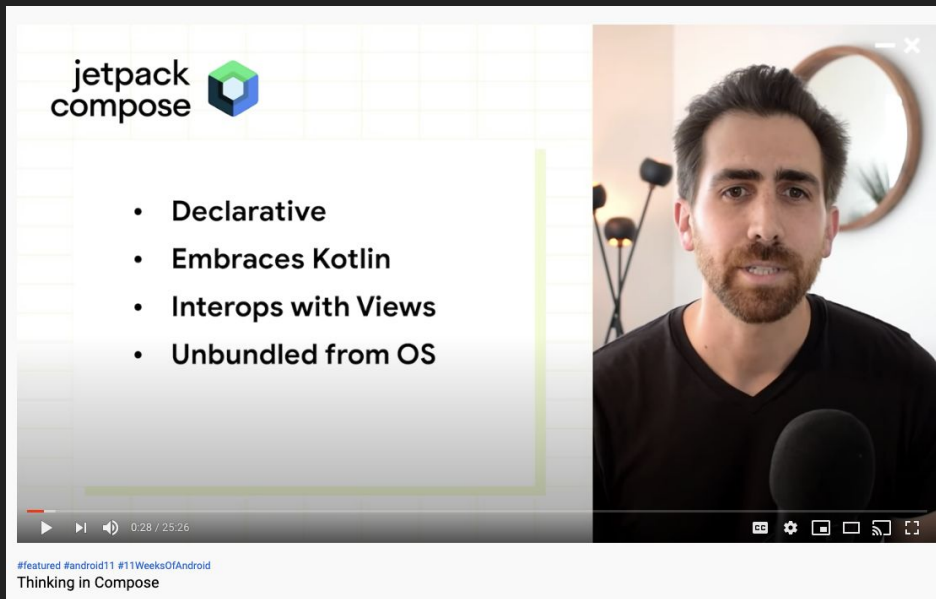 jetpack
compose
• Declarative
• Embraces Kotlin
• Interops with Views
• Unbundled from OS
0:28 / 25:26
CC
#featured #android11 #11WeeksOfAndroid
Thinking in Compose